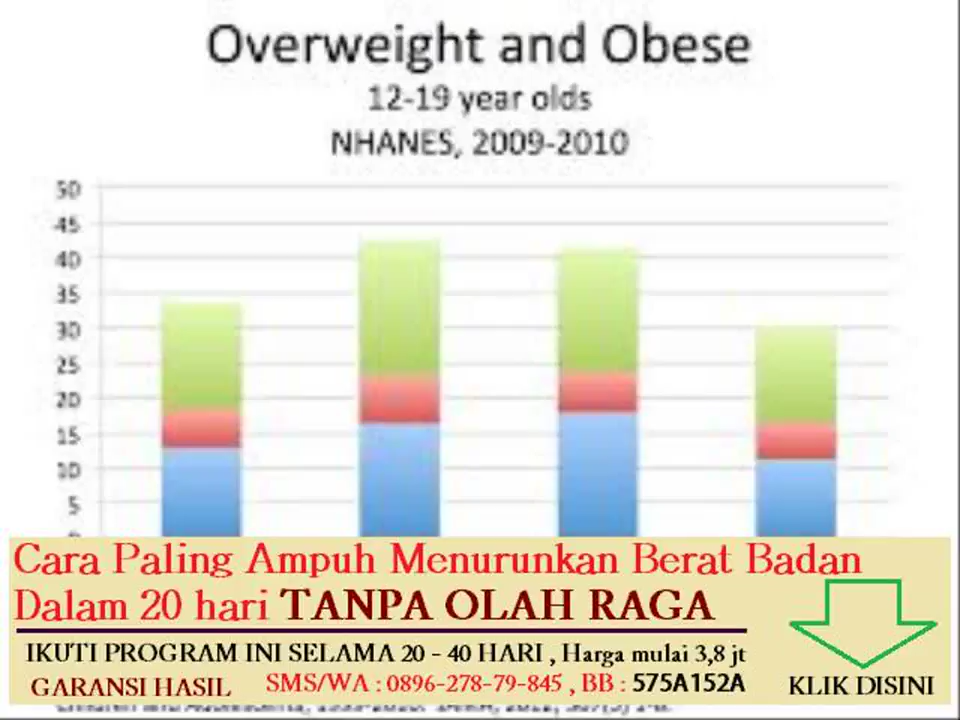 Overweight and Obese
12-19 year olds
NHANES, 2009-2010
50
45
40
35
30
25
20
15
10
5
Cara Paling Ampuh Menurunkan Berat Badan
Dalam 20 hari TANPA OLAH RAGA
IKUTI PROGRAM INI SELAMA 20 - 40 HARI , Harga mulai 3,8 jt
GARANSI HASIL SMS/WA : 0896-278-79-845 , BB : 575A152A
KLIK DISINI